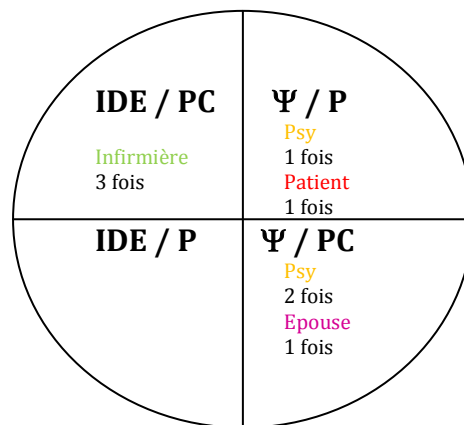 IDE / PC
Infirmière
3 fois
Ψ / P
Psy
1 fois
Patient
1 fois
IDE / P
Ψ / PC
Psy
2 fois
Epouse
1 fois